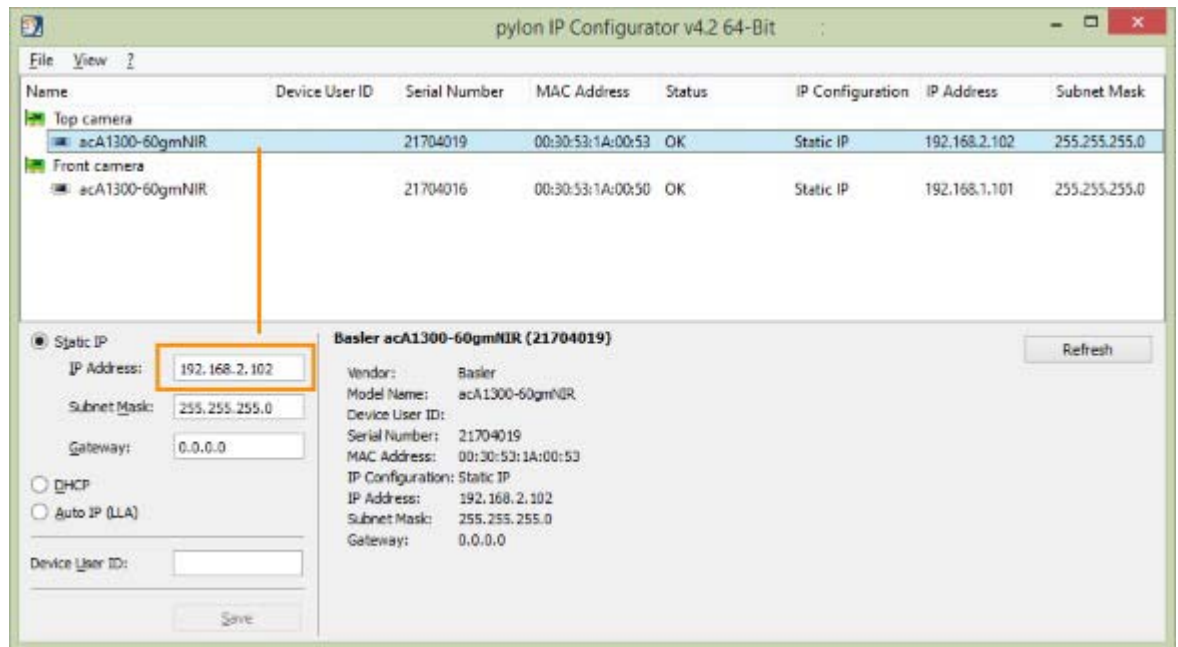 pylon IP Configurator v4.2 64-Bit
File View ?
Name Device User ID Serial Number MAC Address Status IP Configuration IP Address Subnet Mask
Top camera
acA1300-60gmNIR 21704019 00:30:53:1A:00:53 OK Static IP 192.168.2.102 255.255.255.0
Front camera
acA1300-60gmNIR 21704016 00:30:53:1A:00:50 OK Static IP 192.168.1.101 255.255.255.0
Static IP
IP Address: 192.168.2.102
Subnet Mask: 255.255.255.0
Gateway: 0.0.0.0
DHCP
Auto IP (LLA)
Device User ID:
Save
Basler acA1300-60gmNIR (21704019)
Vendor: Basler
Model Name: acA1300-60gmNIR
Device User ID:
Serial Number: 21704019
MAC Address: 00:30:53:1A:00:53
IP Configuration: Static IP
IP Address: 192.168.2.102
Subnet Mask: 255.255.255.0
Gateway: 0.0.0.0
Refresh